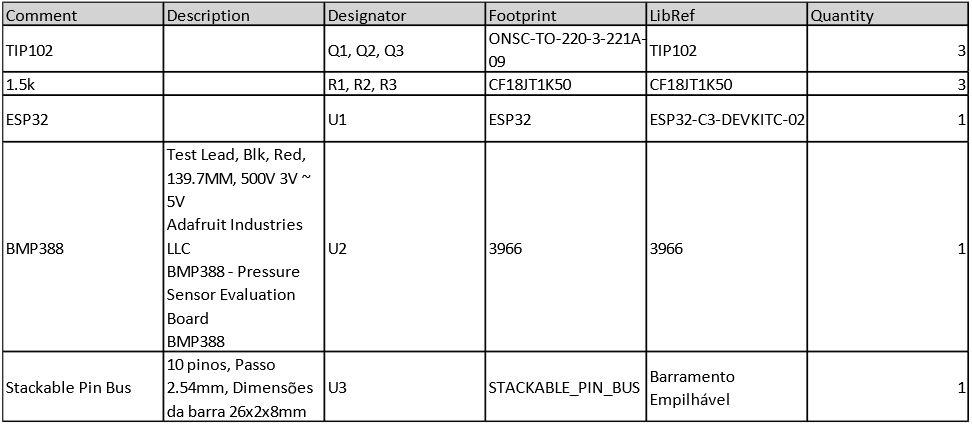 Comment Description Designator Footprint LibRef Quantity
TIP102 Q1, Q2, Q3 ONSC-TO-220-3-221A-
09 TIP102 3
1.5k R1, R2, R3 CF18JT1K50 CF18JT1K50 3
ESP32 U1 ESP32 ESP32-C3-DEVKITC-02 1
BMP388 Test Lead, Blk, Red,
139.7MM, 500V 3V ~
5V
Adafruit Industries
LLC
BMP388 - Pressure
Sensor Evaluation
Board
BMP388 U2 3966 3966 1
Stackable Pin Bus 10 pinos, Passo
2.54mm, Dimensões
da barra 26x2x8mm U3 STACKABLE_PIN_BUS Barramento
Empilhável 1